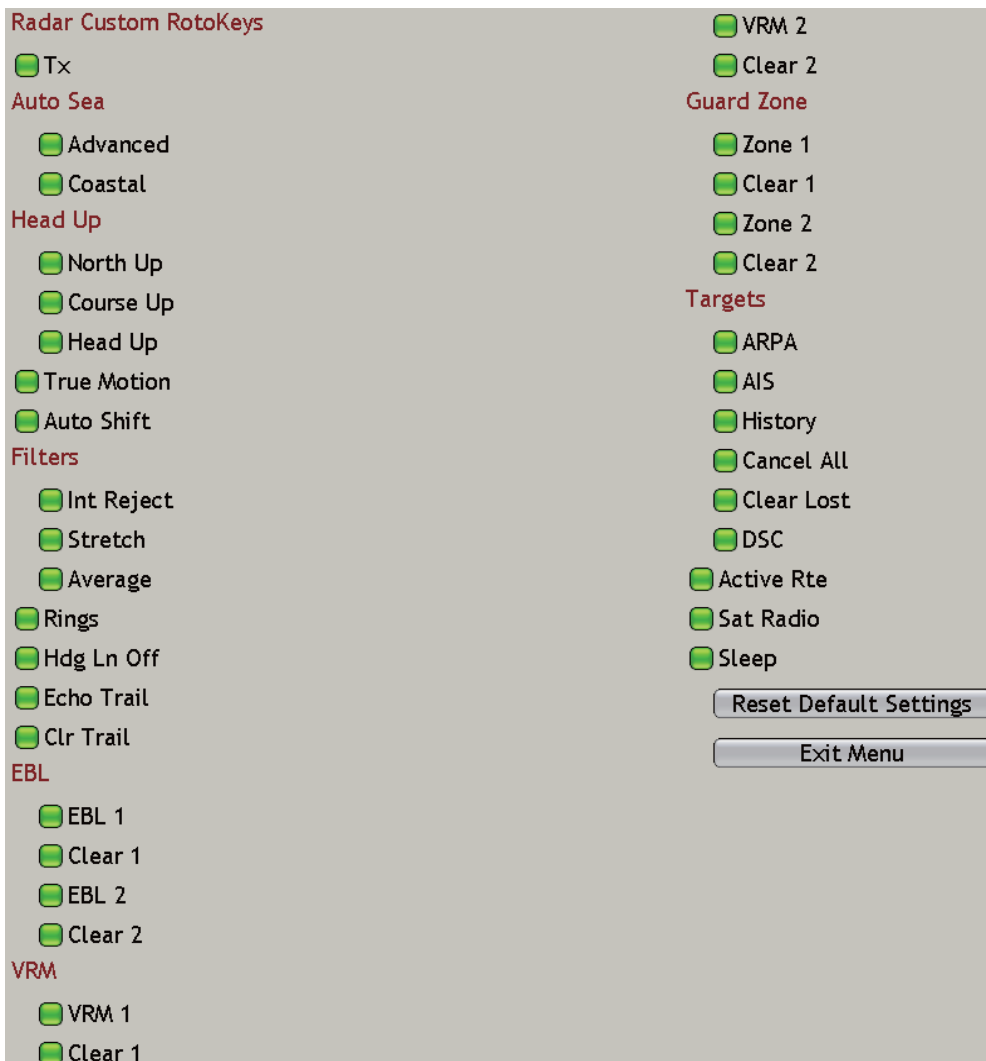 Radar Custom RotoKeys
Tx
Auto Sea
Advanced
Coastal
Head Up
North Up
Course Up
Head Up
True Motion
Auto Shift
Filters
Int Reject
Stretch
Average
Rings
Hdg Ln Off
Echo Trail
Clr Trail
EBL
EBL 1
Clear 1
EBL 2
Clear 2
VRM
VRM 1
Clear 1
VRM 2
Clear 2
Guard Zone
Zone 1
Clear 1
Zone 2
Clear 2
Targets
ARPA
AIS
History
Cancel All
Clear Lost
DSC
Active Rte
Sat Radio
Sleep
Reset Default Settings
Exit Menu